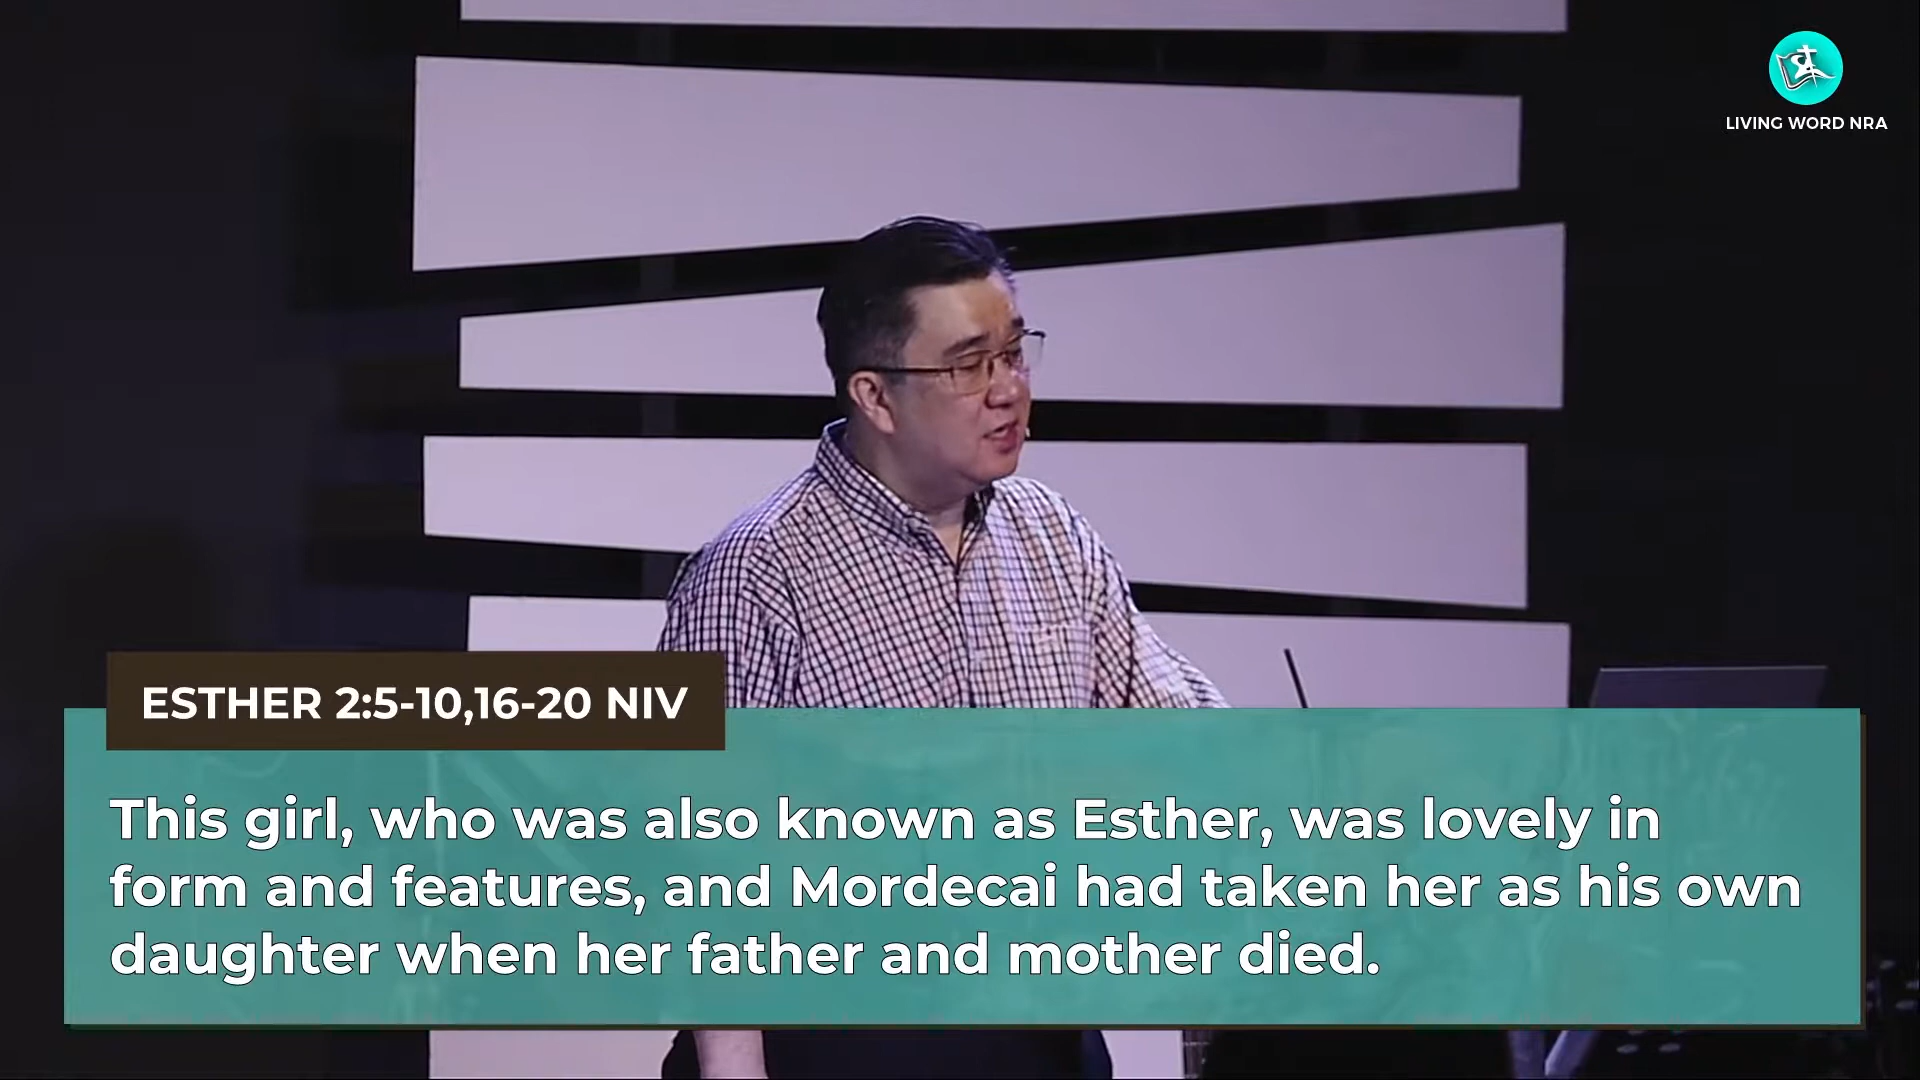 LIVING WORD NRA
ESTHER 2:5-10,16-20 NIV
This girl, who was also known as Esther, was lovely in
form and features, and Mordecai had taken her as his own
daughter when her father and mother died.